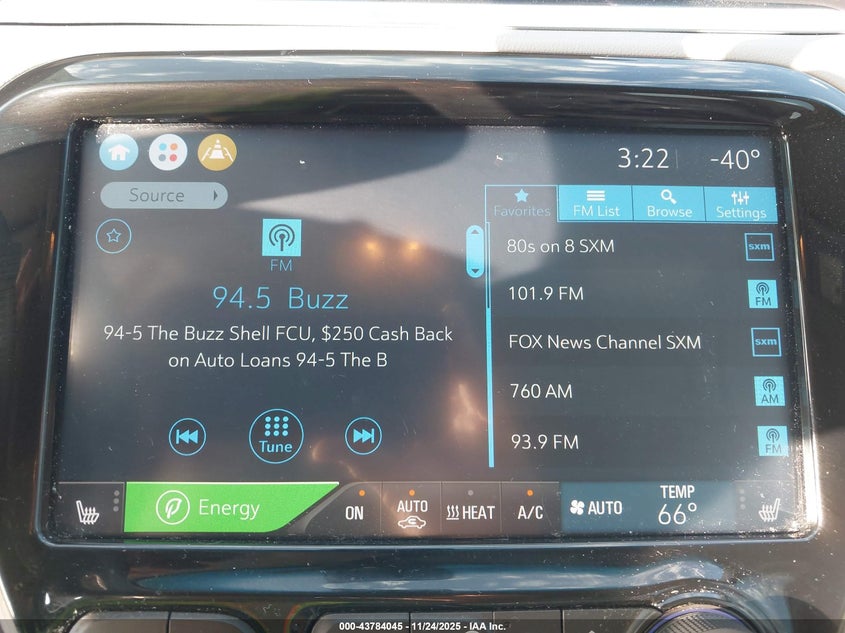 3:22 -40°
Source
Favorites FM List Browse Settings
FM
94.5 Buzz
94-5 The Buzz Shell FCU, $250 Cash Back
on Auto Loans 94-5 The B
Tune
80s on 8 SXM sxm
101.9 FM FM
FOX News Channel SXM sxm
760 AM AM
93.9 FM FM
Energy
ON
AUTO
HEAT
A/C
AUTO
TEMP
66°
000-43784045 - 11/24/2025 - IAA Inc.